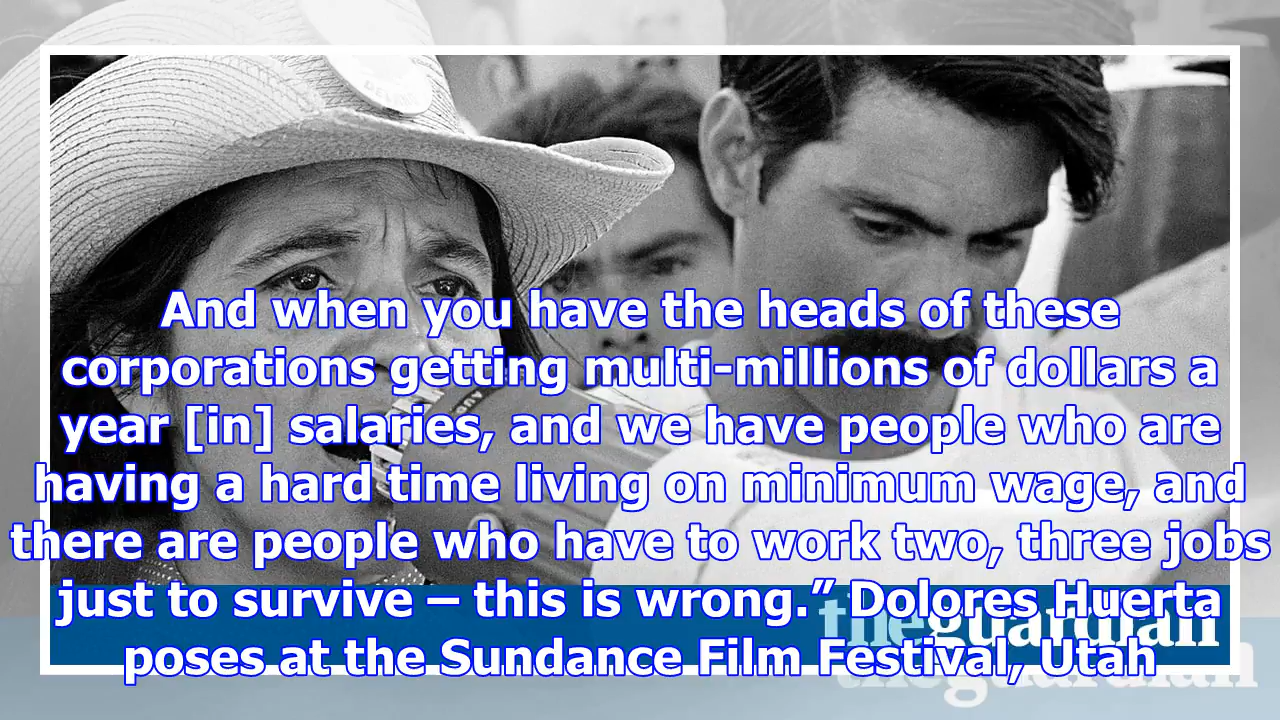 And when you have the heads of these
corporations getting multi-millions of dollars a
year [in] salaries, and we have people who are
having a hard time living on minimum wage, and
there are people who have to work two, three jobs
just to survive – this is wrong.” Dolores Huerta
poses at the Sundance Film Festival, Utah
theguardian
theguardian